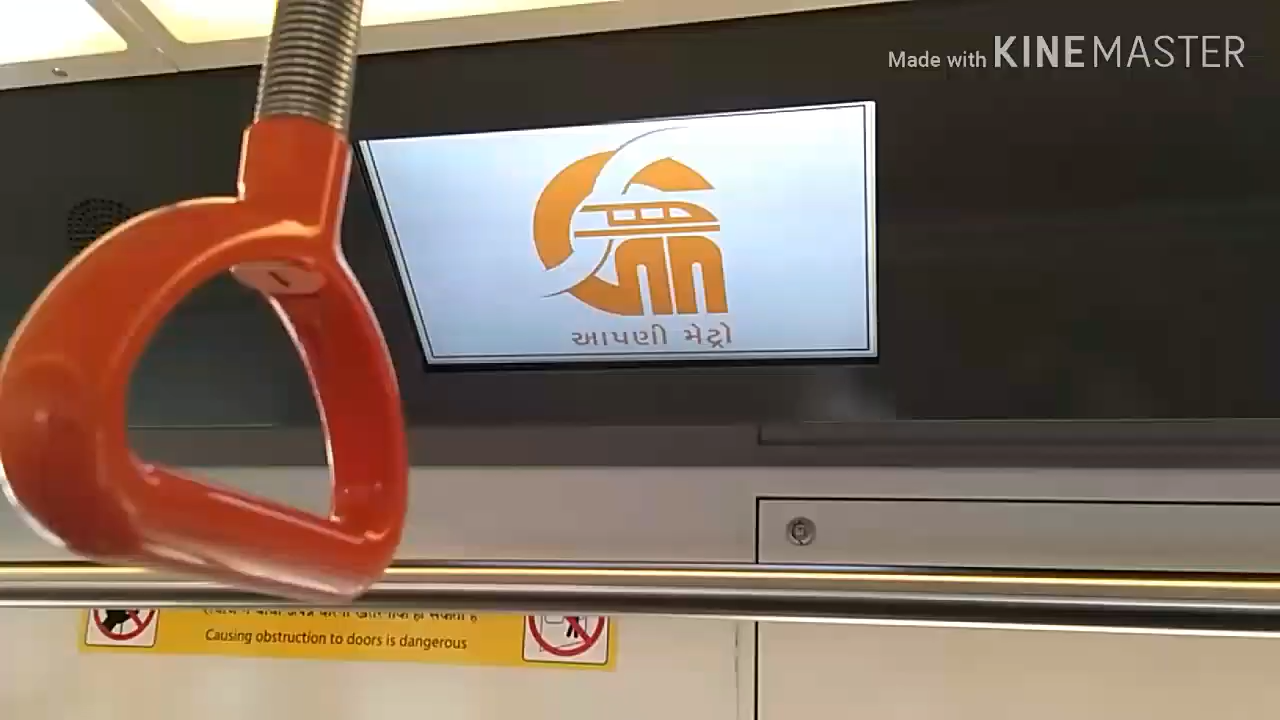 Made with KINEMASTER
આપણી મેટ્રો
Causing obstruction to doors is dangerous